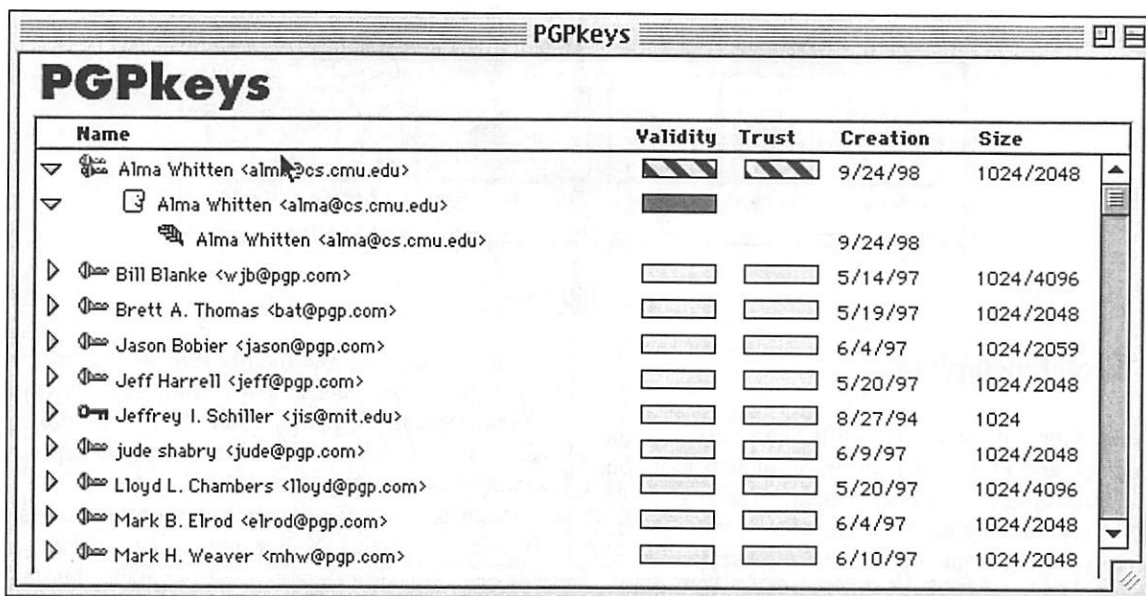 PGPkeys
PGPkeys
Name Validity Trust Creation Size
Alma Whitten <alma@cs.cmu.edu> 9/24/98 1024/2048
Alma Whitten <alma@cs.cmu.edu>
Alma Whitten <alma@cs.cmu.edu> 9/24/98
Bill Blanke <wjb@pgp.com> 5/14/97 1024/4096
Brett A. Thomas <bat@pgp.com> 5/19/97 1024/2048
Jason Bobier <jason@pgp.com> 6/4/97 1024/2059
Jeff Harrell <jeff@pgp.com> 5/20/97 1024/2048
Jeffrey I. Schiller <jis@mit.edu> 8/27/94 1024
jude shabry <jude@pgp.com> 6/9/97 1024/2048
Lloyd L. Chambers <lloyd@pgp.com> 5/20/97 1024/4096
Mark B. Elrod <elrod@pgp.com> 6/4/97 1024/2048
Mark H. Weaver <mhw@pgp.com> 6/10/97 1024/2048